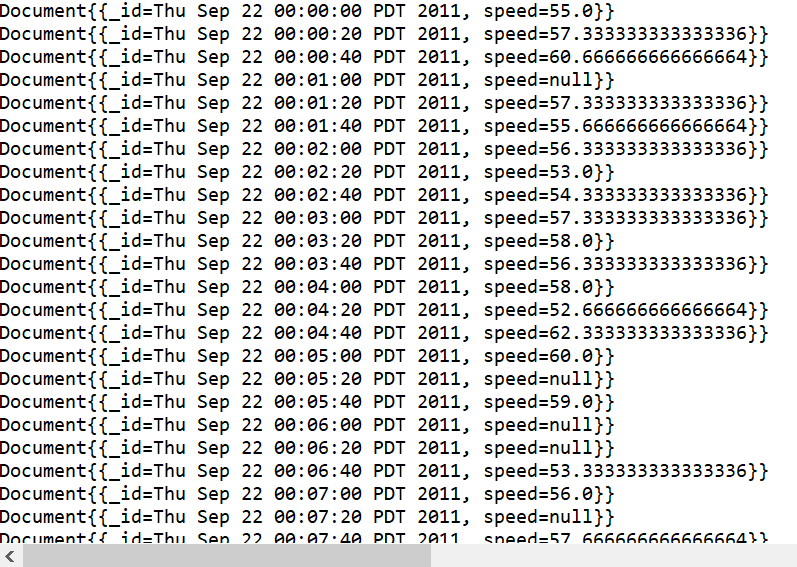 Document{{_id=Thu Sep 22 00:00:00 PDT 2011, speed=55.0}}
Document{{_id=Thu Sep 22 00:00:20 PDT 2011, speed=57.333333333333336}}
Document{{_id=Thu Sep 22 00:00:40 PDT 2011, speed=60.666666666666664}}
Document{{_id=Thu Sep 22 00:01:00 PDT 2011, speed=null}}
Document{{_id=Thu Sep 22 00:01:20 PDT 2011, speed=57.333333333333336}}
Document{{_id=Thu Sep 22 00:01:40 PDT 2011, speed=55.666666666666664}}
Document{{_id=Thu Sep 22 00:02:00 PDT 2011, speed=56.333333333333336}}
Document{{_id=Thu Sep 22 00:02:20 PDT 2011, speed=53.0}}
Document{{_id=Thu Sep 22 00:02:40 PDT 2011, speed=54.333333333333336}}
Document{{_id=Thu Sep 22 00:03:00 PDT 2011, speed=57.333333333333336}}
Document{{_id=Thu Sep 22 00:03:20 PDT 2011, speed=58.0}}
Document{{_id=Thu Sep 22 00:03:40 PDT 2011, speed=56.333333333333336}}
Document{{_id=Thu Sep 22 00:04:00 PDT 2011, speed=58.0}}
Document{{_id=Thu Sep 22 00:04:20 PDT 2011, speed=52.666666666666664}}
Document{{_id=Thu Sep 22 00:04:40 PDT 2011, speed=62.333333333333336}}
Document{{_id=Thu Sep 22 00:05:00 PDT 2011, speed=60.0}}
Document{{_id=Thu Sep 22 00:05:20 PDT 2011, speed=null}}
Document{{_id=Thu Sep 22 00:05:40 PDT 2011, speed=59.0}}
Document{{_id=Thu Sep 22 00:06:00 PDT 2011, speed=null}}
Document{{_id=Thu Sep 22 00:06:20 PDT 2011, speed=null}}
Document{{_id=Thu Sep 22 00:06:40 PDT 2011, speed=53.333333333333336}}
Document{{_id=Thu Sep 22 00:07:00 PDT 2011, speed=56.0}}
Document{{_id=Thu Sep 22 00:07:20 PDT 2011, speed=null}}
Document{{_id=Thu Sep 22 00:07:40 PDT 2011, speed=57.666666666666664}}